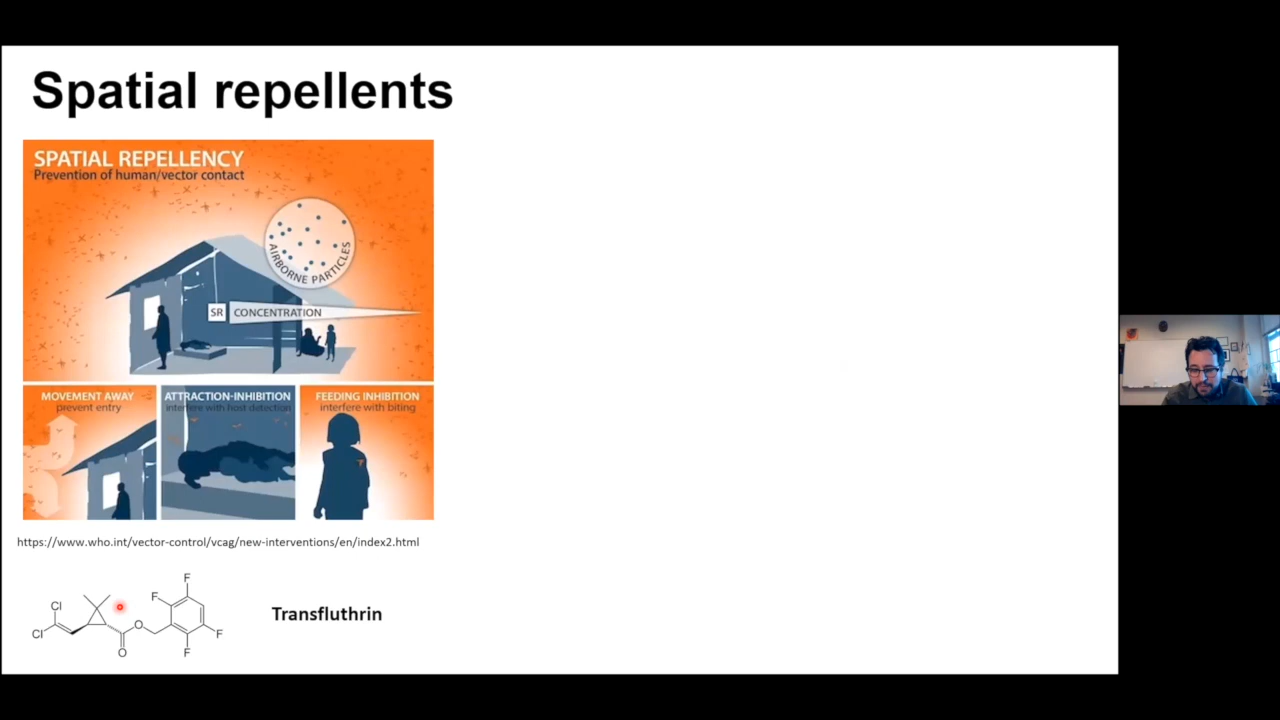 Spatial repellents
SPATIAL REPELLENCY
Prevention of human/vector contact
AIRBORNE PARTICLES
SR CONCENTRATION
MOVEMENT AWAY
prevent entry
ATTRACTION-INHIBITION
interfere with host detection
FEEDING INHIBITION
interfere with biting
https://www.who.int/vector-control/vcag/new-interventions/en/index2.html
F
F
Cl
O
Cl
F
O
F
Transfluthrin